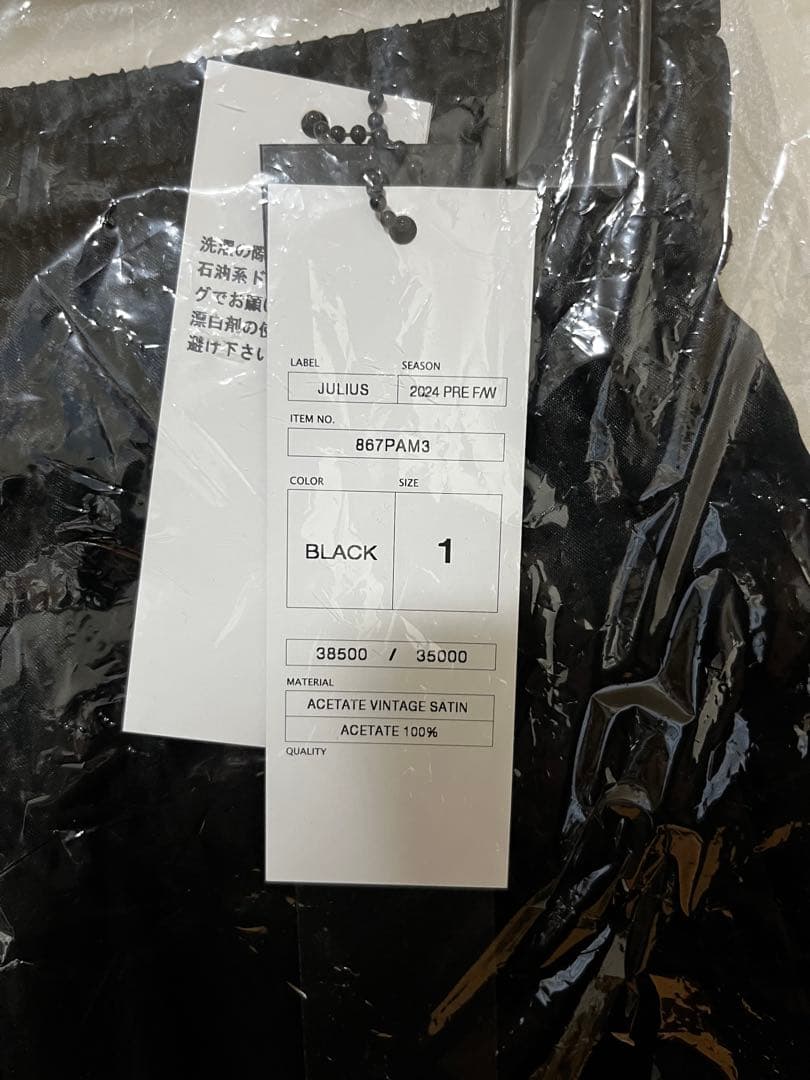 洗濯の際
石油系ド
グでお願い
漂白剤の使
避け下さい
LABEL
SEASON
JULIUS
2024 PRE F/W
ITEM NO.
867PAM3
COLOR
SIZE
BLACK
1
38500 / 35000
MATERIAL
ACETATE VINTAGE SATIN
ACETATE 100%
QUALITY